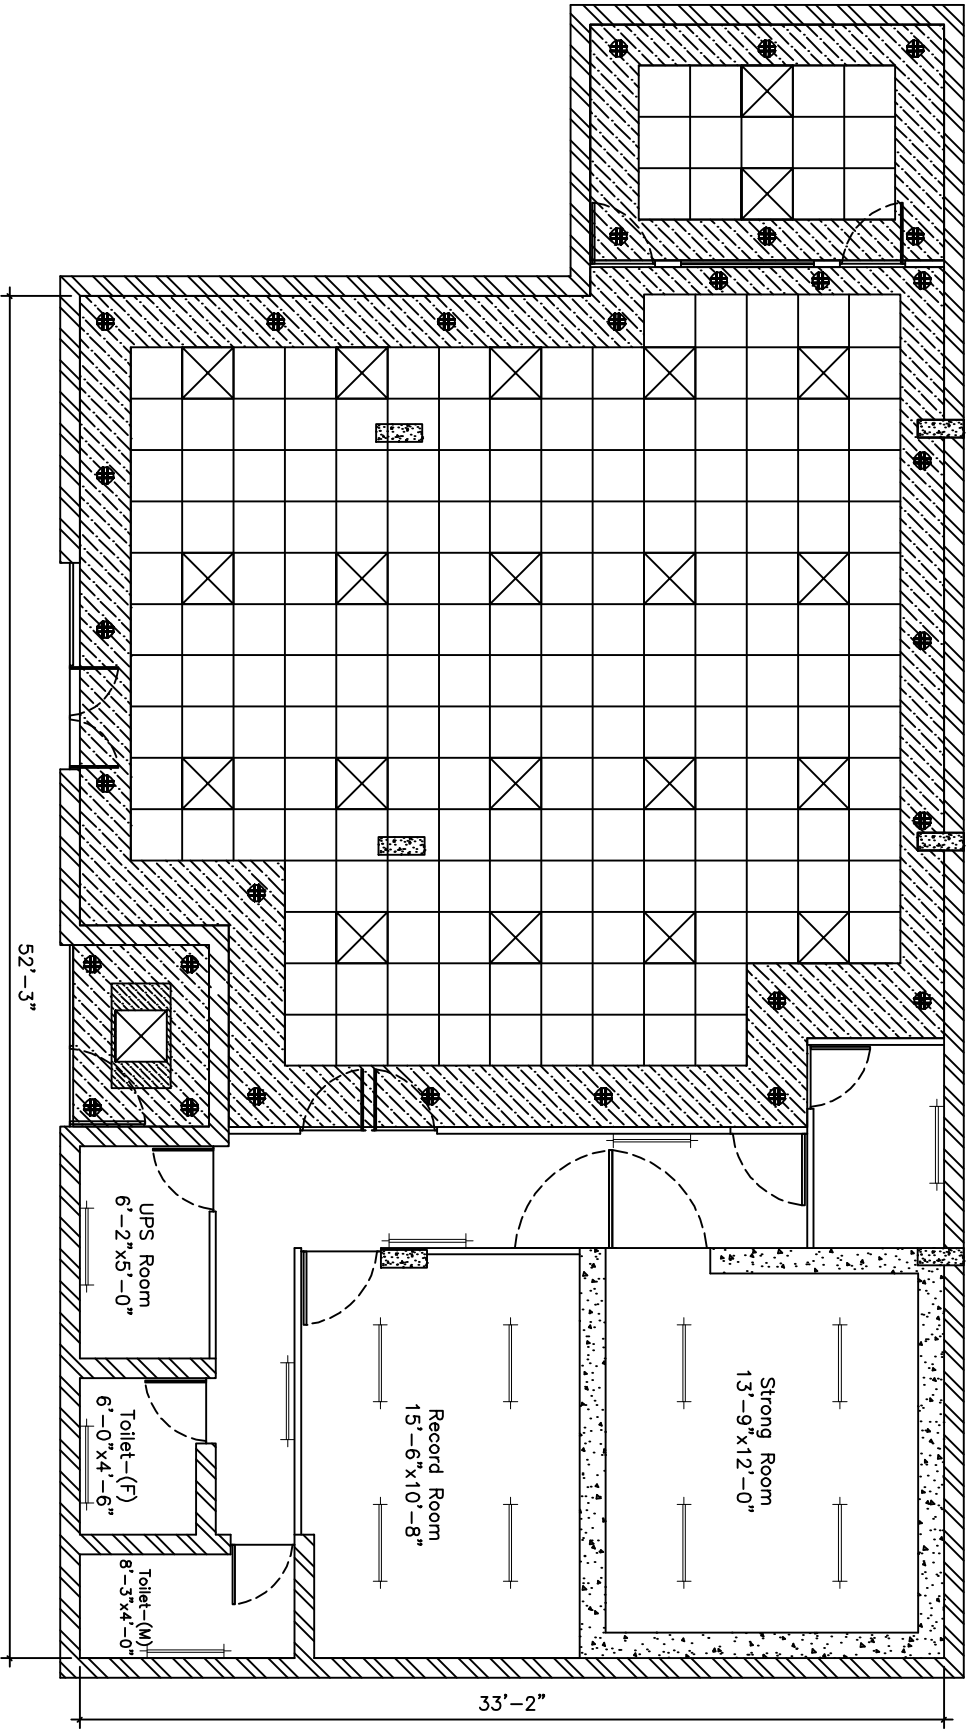 Strong Room
13'-9"x12'-0"
Record Room
15'-6"x10'-8"
UPS Room
6'-2"x5'-0"
Toilet-(F)
6'-0"x4'-6"
Toilet-(M)
8'-3"x4'-0"
52'-3"
33'-2"